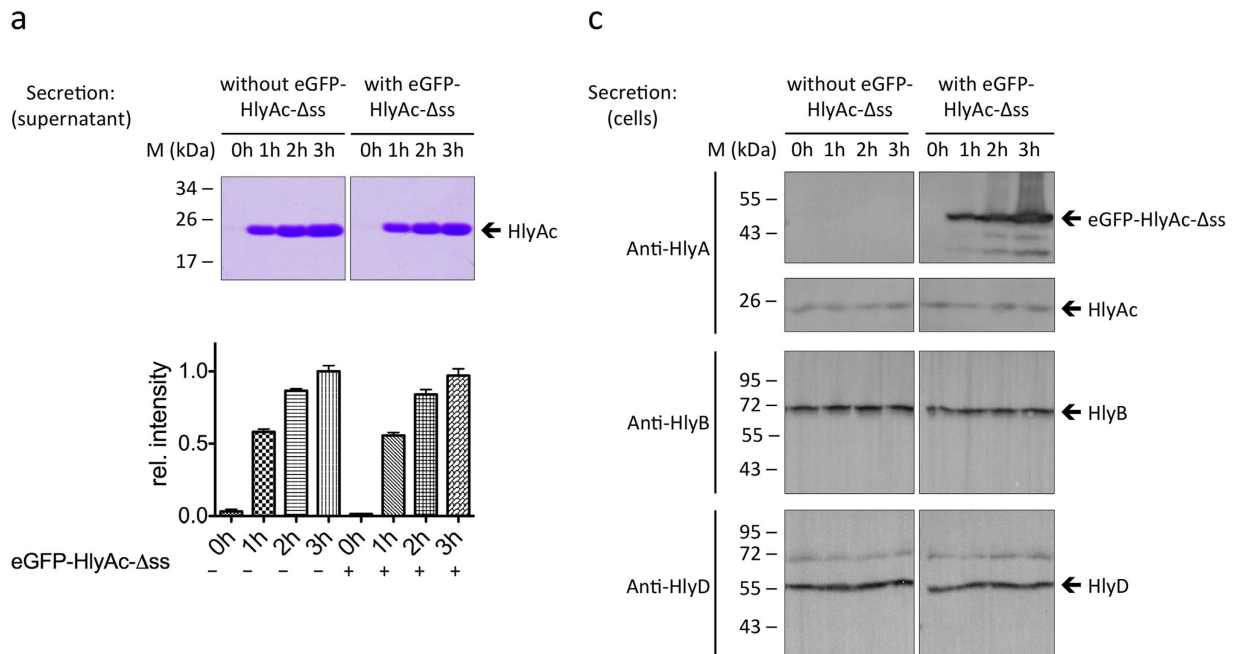 a
Secretion:
(supernatant)
without eGFP-
HlyAc-Δss
with eGFP-
HlyAc-Δss
M (kDa) 0h 1h 2h 3h 0h 1h 2h 3h
34
26
17
HlyAc
rel. intensity
1.0
0.5
0.0
0h 1h 2h 3h 0h 1h 2h 3h
eGFP-HlyAc-Δss − − − − + + + +
c
Secretion:
(cells)
without eGFP-
HlyAc-Δss
with eGFP-
HlyAc-Δss
M (kDa) 0h 1h 2h 3h 0h 1h 2h 3h
Anti-HlyA
55
43
eGFP-HlyAc-Δss
26
HlyAc
Anti-HlyB
95
72
55
43
HlyB
Anti-HlyD
95
72
55
43
HlyD